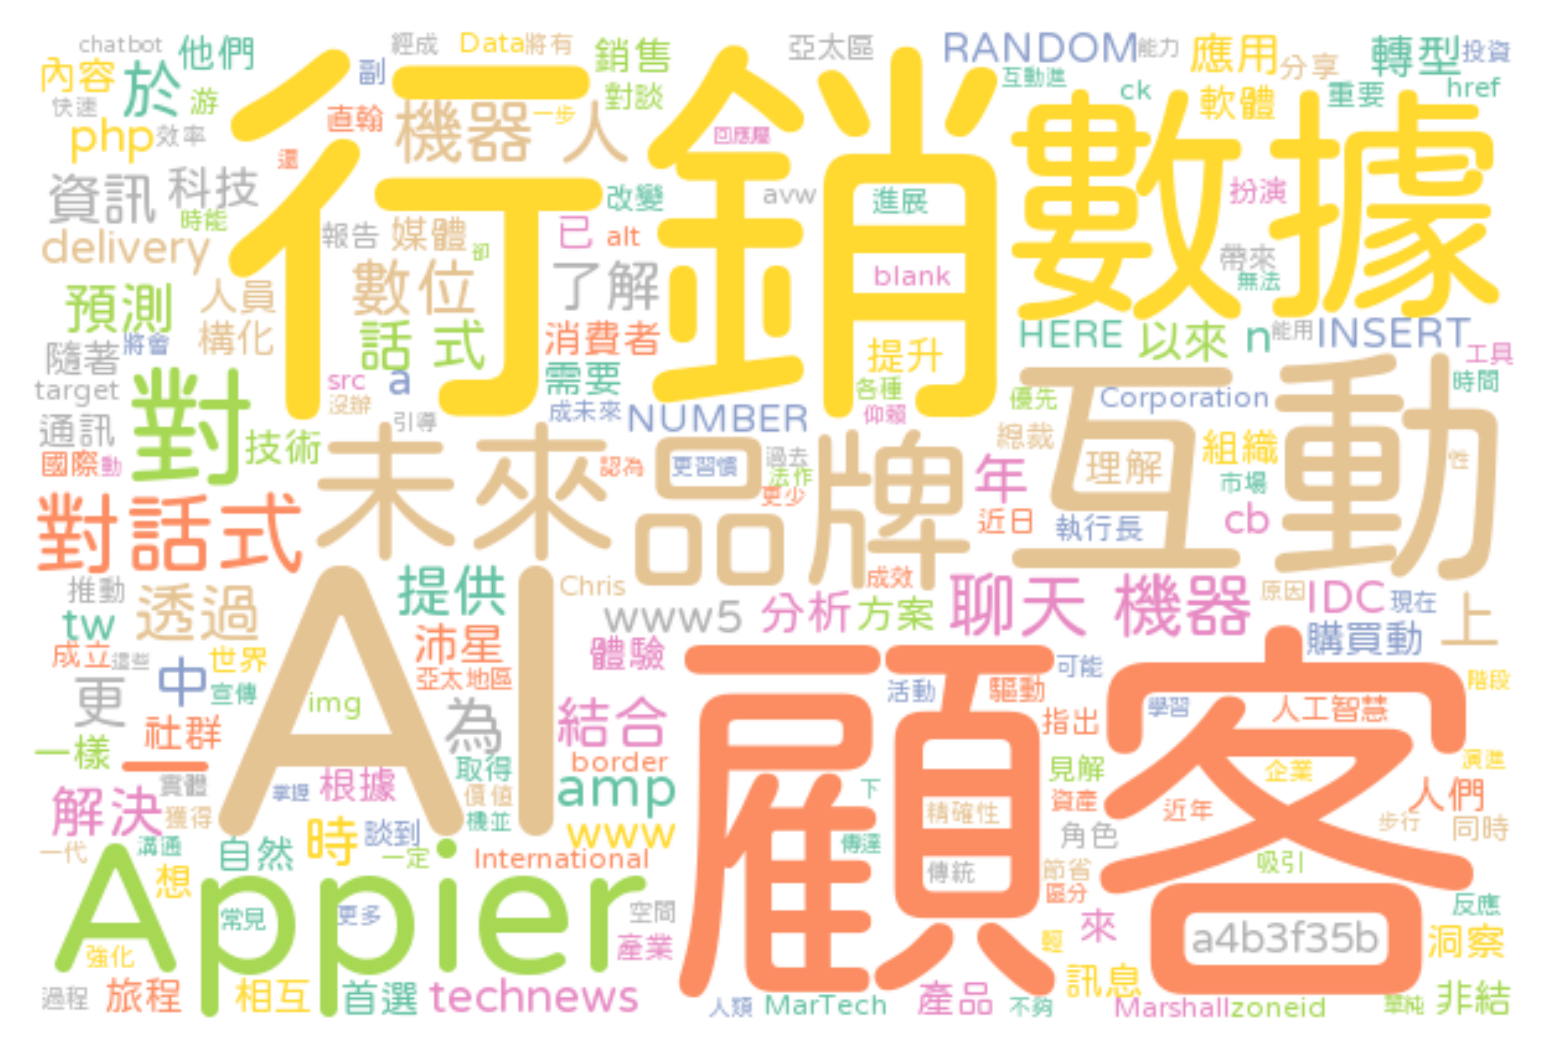 chatbot
他們
內容
於
快速
游
php
效率
還
資訊
科技
時能
delivery
預測
人員
構化
隨著
將會
target
通訊
國際
動
對
技術
對話式
經成
Data
將有
銷售
副
對談
直翰
機器 人
一步
行銷
改變
報告
媒體
卻
已
alt
數位
了解
話 式
消費者
src
沒辦
a
需要
引導
成未來
NUMBER
亞太區
RANDOM
能力
互動進
應用
分享
轉型
投資
ck
軟體
重要
href
數據
avw
進展
扮演
blank
帶來
無法
HERE
以來
n
能用
INSERT
提升
工具
各種
仰賴
優先
Corporation
時間
未來
認為
品牌
更習慣
過去
法作
更少
總裁
年
近日
互動
理解
執行長
組織
市場
cb
性
推動
tw
透過
成立
這些
中
世界
宣傳
更
社群
一樣
一
AI
img
提供
沛星
亞太地區
Chris
成效
www5
分析
方案
聊天
機器
原因
IDC
現在
上
購買動
體驗
為
結合
顧客
活動
驅動
可能
指出
學習
人工智慧
階段
實體
解決
獲得
根據
取得
價值
機並
border
amp
下
見解
資產
企業
演進
人們
近年
步行
同時
一代
溝通
自然
時
談到
一定
www
International
精確性
傳達
傳統
角色
節省
區分
吸引
Appier
想
常見
更多
強化
空間
產業
來
a4b3f35b
反應
洞察
過程
旅程
相互
首選
technews
人類
MarTech
產品
不夠
輕
訊息
Marshall
zoneid
單純
非結